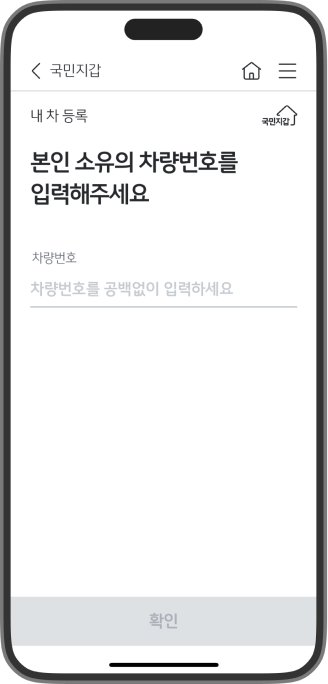 국민지갑
내 차 등록
국민지갑
본인 소유의 차량번호를
입력해주세요
차량번호
차량번호를 공백없이 입력하세요
확인